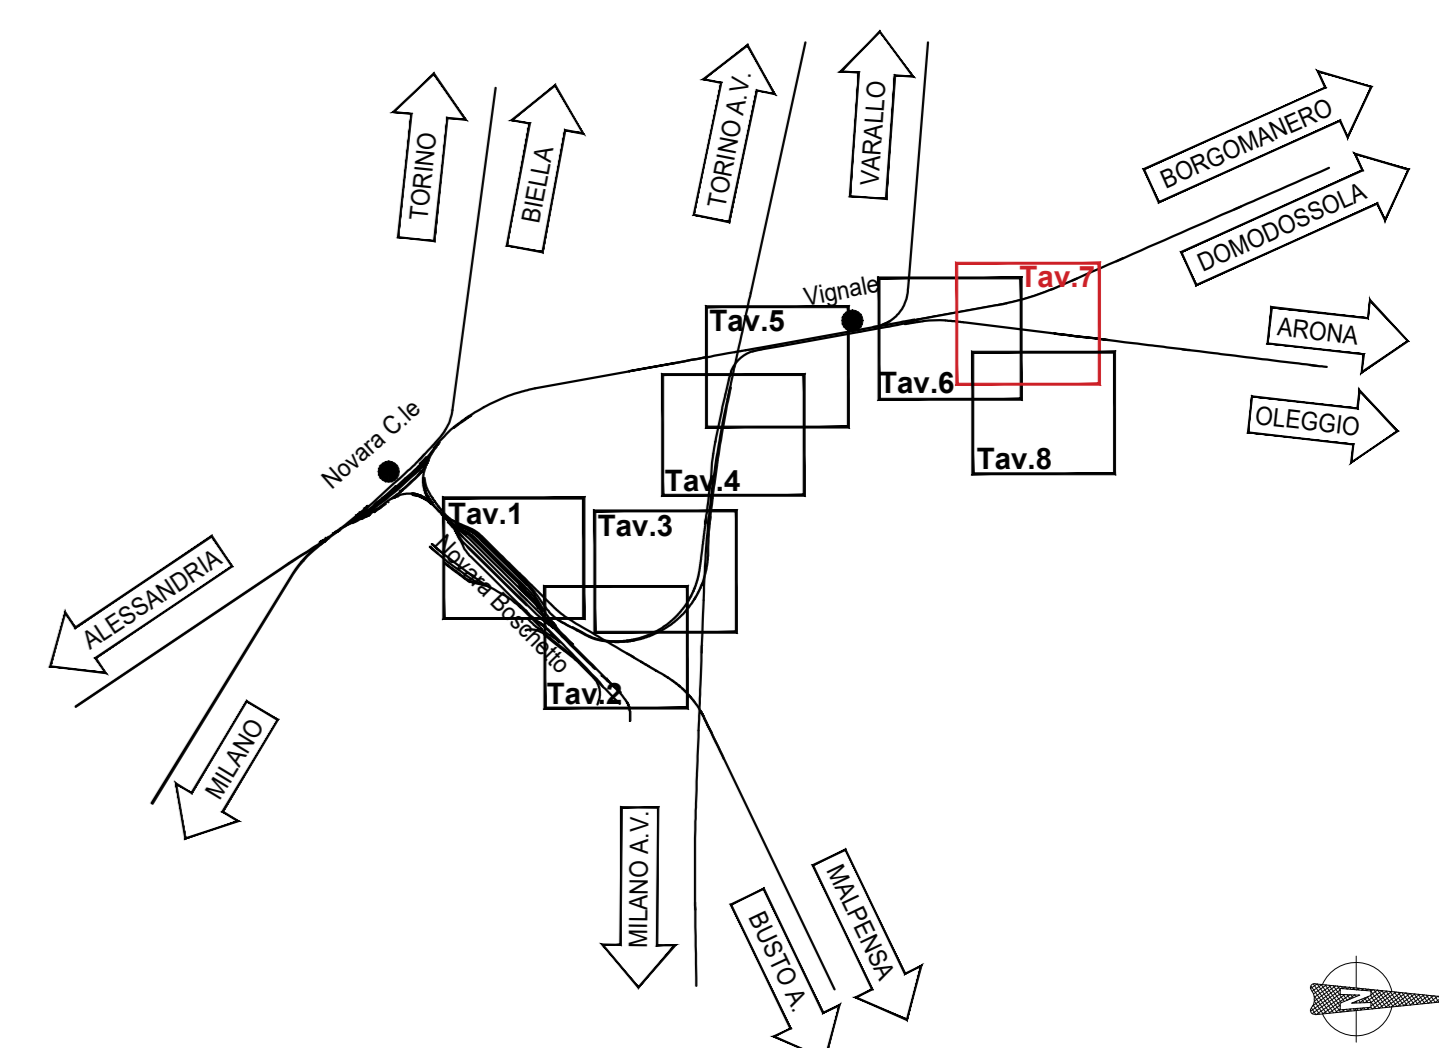 TORINO
BIELLA
TORINO A.V.
VARALLO
BORGOMANERO
DOMODOSSOLA
Vignale
Tav.7
Tav.5
ARONA
Tav.6
OLEGGIO
Novara C.le
Tav.8
Tav.4
Tav.1
Tav.3
Novara Boschetto
ALESSANDRIA
Tav.2
MILANO
MILANO A.V.
MALPENSA
BUSTO A.
N